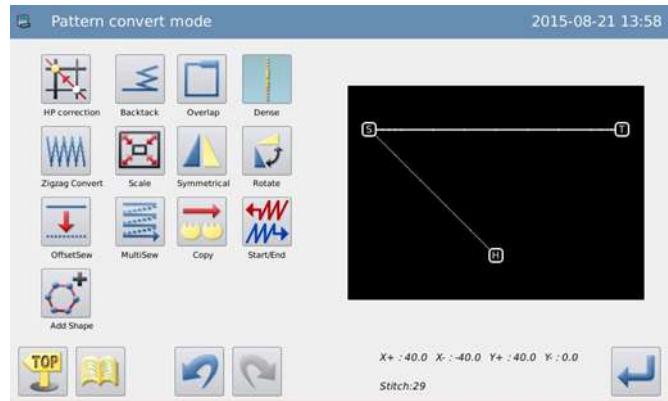 Pattern convert mode 2015-08-21 13:58
HP correction Backtack Overlap Dense
S T
Zigzag Convert Scale Symmetrical Rotate
H
OffsetSew MultiSew Copy Start/End
Add Shape
TOP
X+ : 40.0 X- : -40.0 Y+ : 40.0 Y- : 0.0
Stitch:29